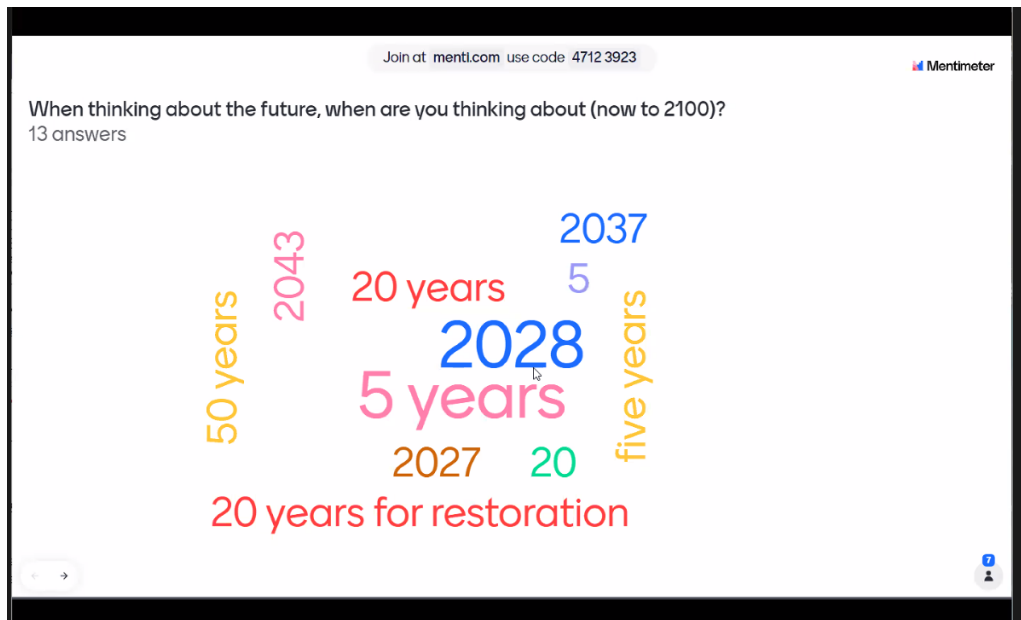 Join at menti.com use code 4712 3923
Mentimeter
When thinking about the future, when are you thinking about (now to 2100)?
13 answers
2037
2043
20 years
5
50 years
2028
five years
5 years
2027
20
20 years for restoration
7